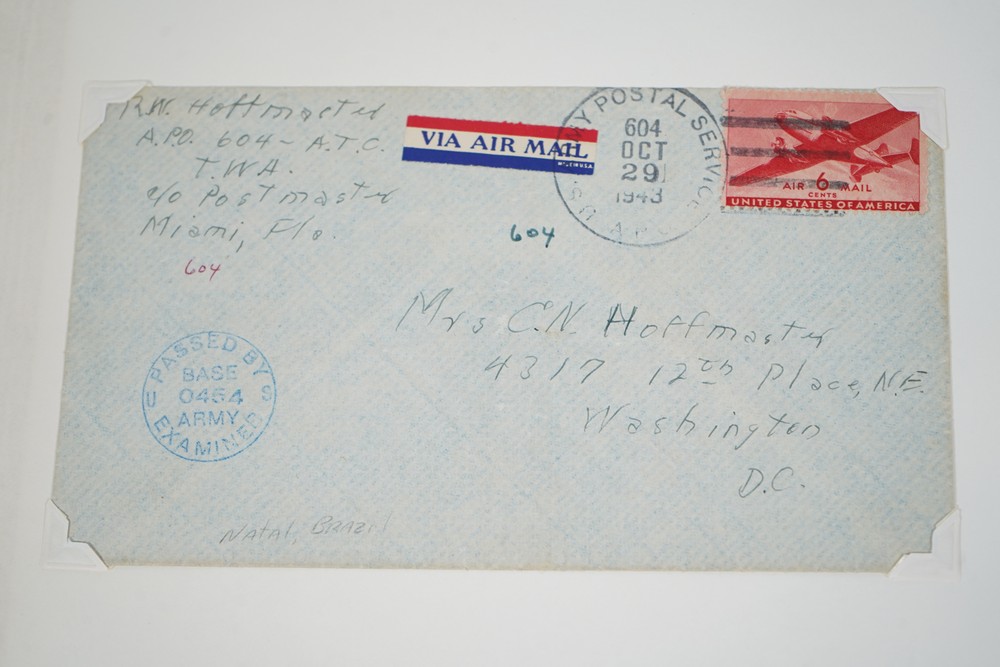 R.W. Hoffmaster
A.P.O. 604 - A.T.C.
T.W.A.
c/o Postmaster
Miami, Fla.
604
VIA AIR MAIL
U.S. ARMY POSTAL SERVICE
604
OCT
29
1943
A.P.O.
AIR 6 MAIL
CENTS
UNITED STATES OF AMERICA
604
Mrs C.N. Hoffmaster
4317 12th Place, N.E.
Washington
D.C.
PASSED BY
BASE
U 0454 S
ARMY
EXAMINER
Natal, Brazil